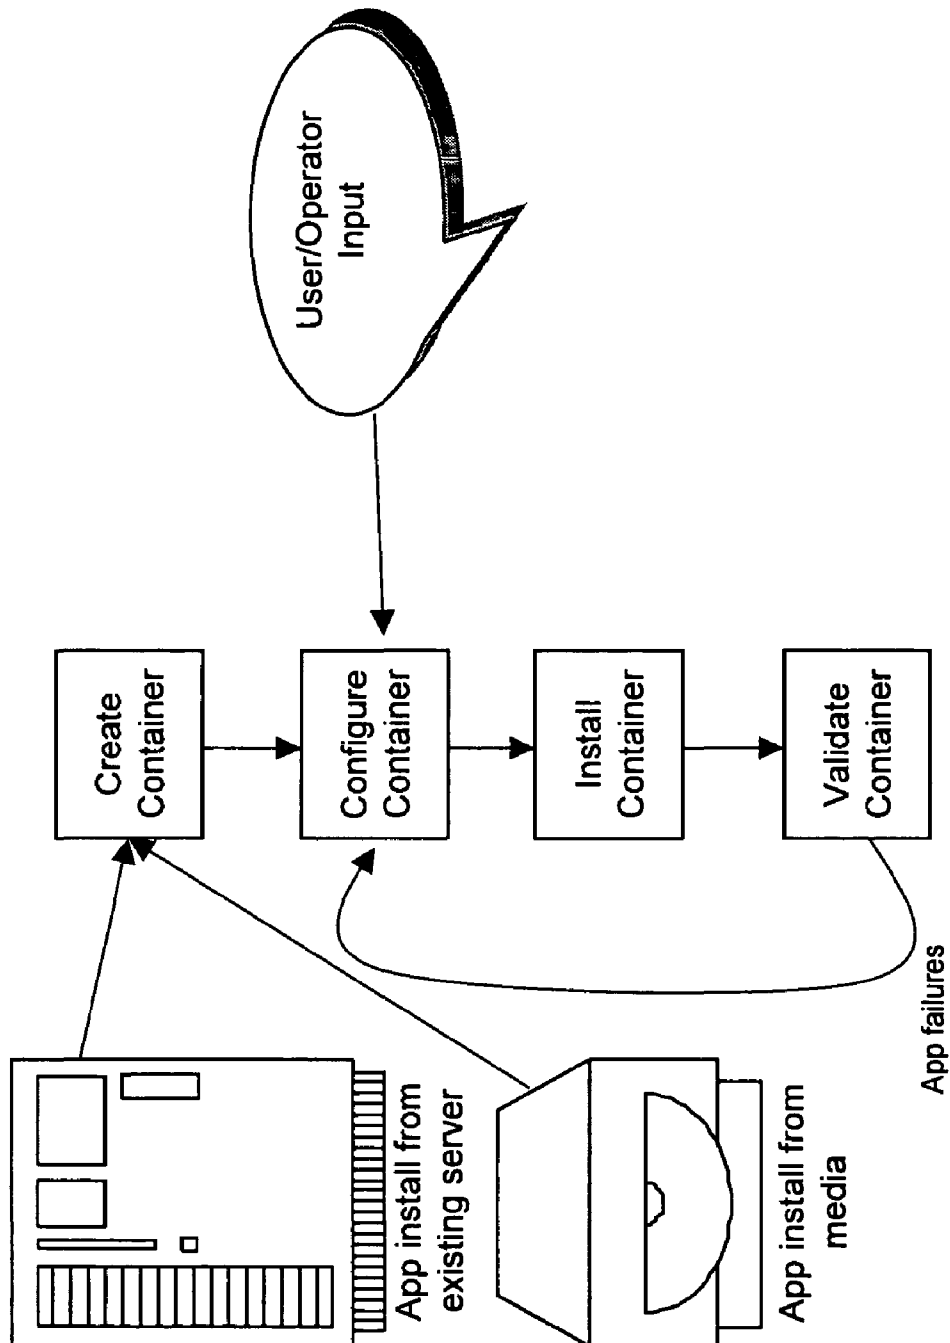 User/Operator
Input
Create
Container
Configure
Container
Install
Container
Validate
Container
App install from
existing server
App install from
media
App failures